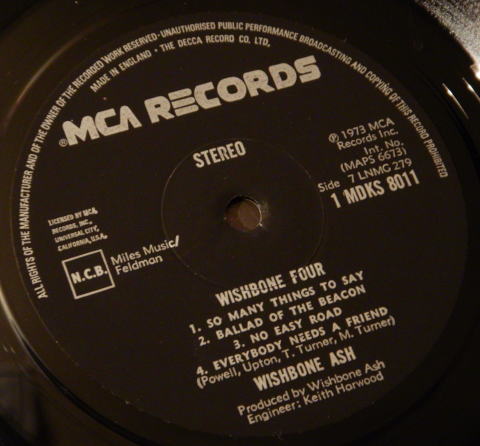 ALL RIGHTS OF THE MANUFACTURER AND OF THE OWNER OF THE RECORDED WORK RESERVED·UNAUTHORISED PUBLIC PERFORMANCE BROADCASTING AND COPYING OF THIS RECORD PROHIBITED
MADE IN ENGLAND · THE DECCA RECORD CO, LTD,
®MCA RECORDS
STEREO
Ⓟ 1973 MCA
Records Inc.
Int. No.
(MAPS 6673)
Side 7 LNMG 279
1 MDKS 8011
LICENSED BY MCA
RECORDS, INC.,
UNIVERSAL CITY,
CALIFORNIA, U.S.A.
N.C.B.
Miles Music/
Feldman
WISHBONE FOUR
1. SO MANY THINGS TO SAY
2. BALLAD OF THE BEACON
3. NO EASY ROAD
4. EVERYBODY NEEDS A FRIEND
(Powell, Upton, T. Turner, M. Turner)
WISHBONE ASH
Produced by Wishbone Ash
Engineer: Keith Harwood